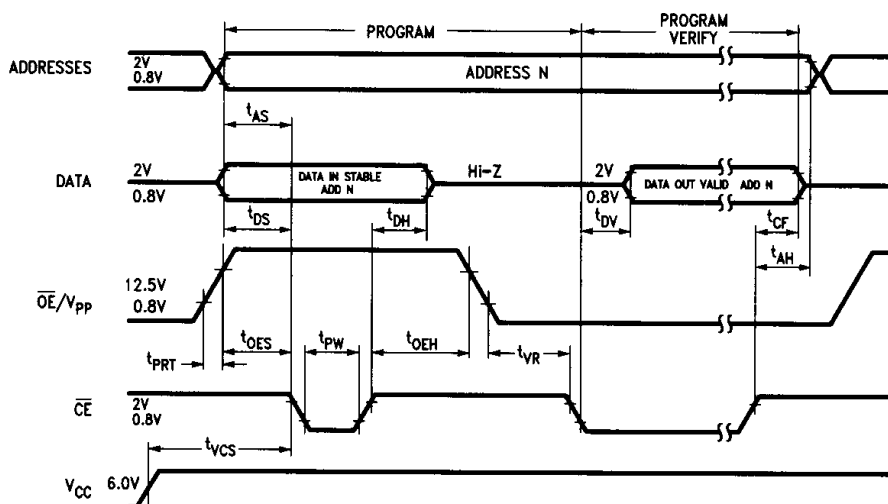 PROGRAM
PROGRAM
VERIFY
ADDRESSES
2V
0.8V
ADDRESS N
tAS
DATA
2V
0.8V
DATA IN STABLE
ADD N
Hi-Z
2V
0.8V
DATA OUT VALID ADD N
tDS
tDH
tDV
tCF
tAH
OE/VPP
12.5V
0.8V
tPRT
tOES
tPW
tOEH
tVR
CE
2V
0.8V
tVCS
VCC
6.0V